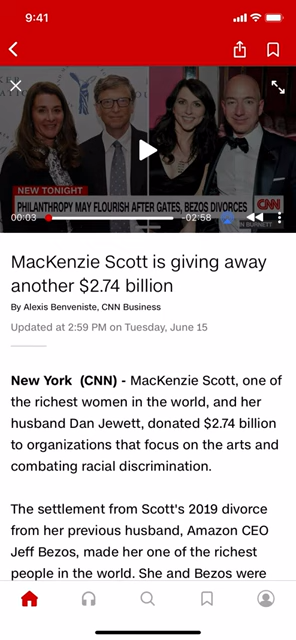 9:41
NEW TONIGHT
PHILANTHROPY MAY FLOURISH AFTER GATES, BEZOS DIVORCES
CNN
00:03
-02:58
MacKenzie Scott is giving away
another $2.74 billion
By Alexis Benveniste, CNN Business
Updated at 2:59 PM on Tuesday, June 15
New York (CNN) - MacKenzie Scott, one of
the richest women in the world, and her
husband Dan Jewett, donated $2.74 billion
to organizations that focus on the arts and
combating racial discrimination.
The settlement from Scott's 2019 divorce
from her previous husband, Amazon CEO
Jeff Bezos, made her one of the richest
people in the world. She and Bezos were